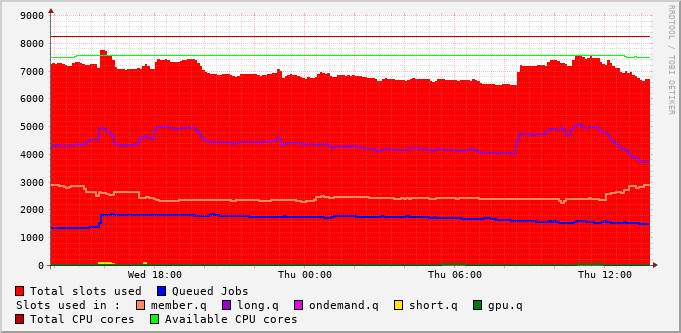 RRDTOOL / TOBI OETIKER
9000
8000
7000
6000
5000
4000
3000
2000
1000
0
Wed 18:00 Thu 00:00 Thu 06:00 Thu 12:00
Total slots used Queued Jobs
Slots used in : member.q long.q ondemand.q short.q gpu.q
Total CPU cores Available CPU cores